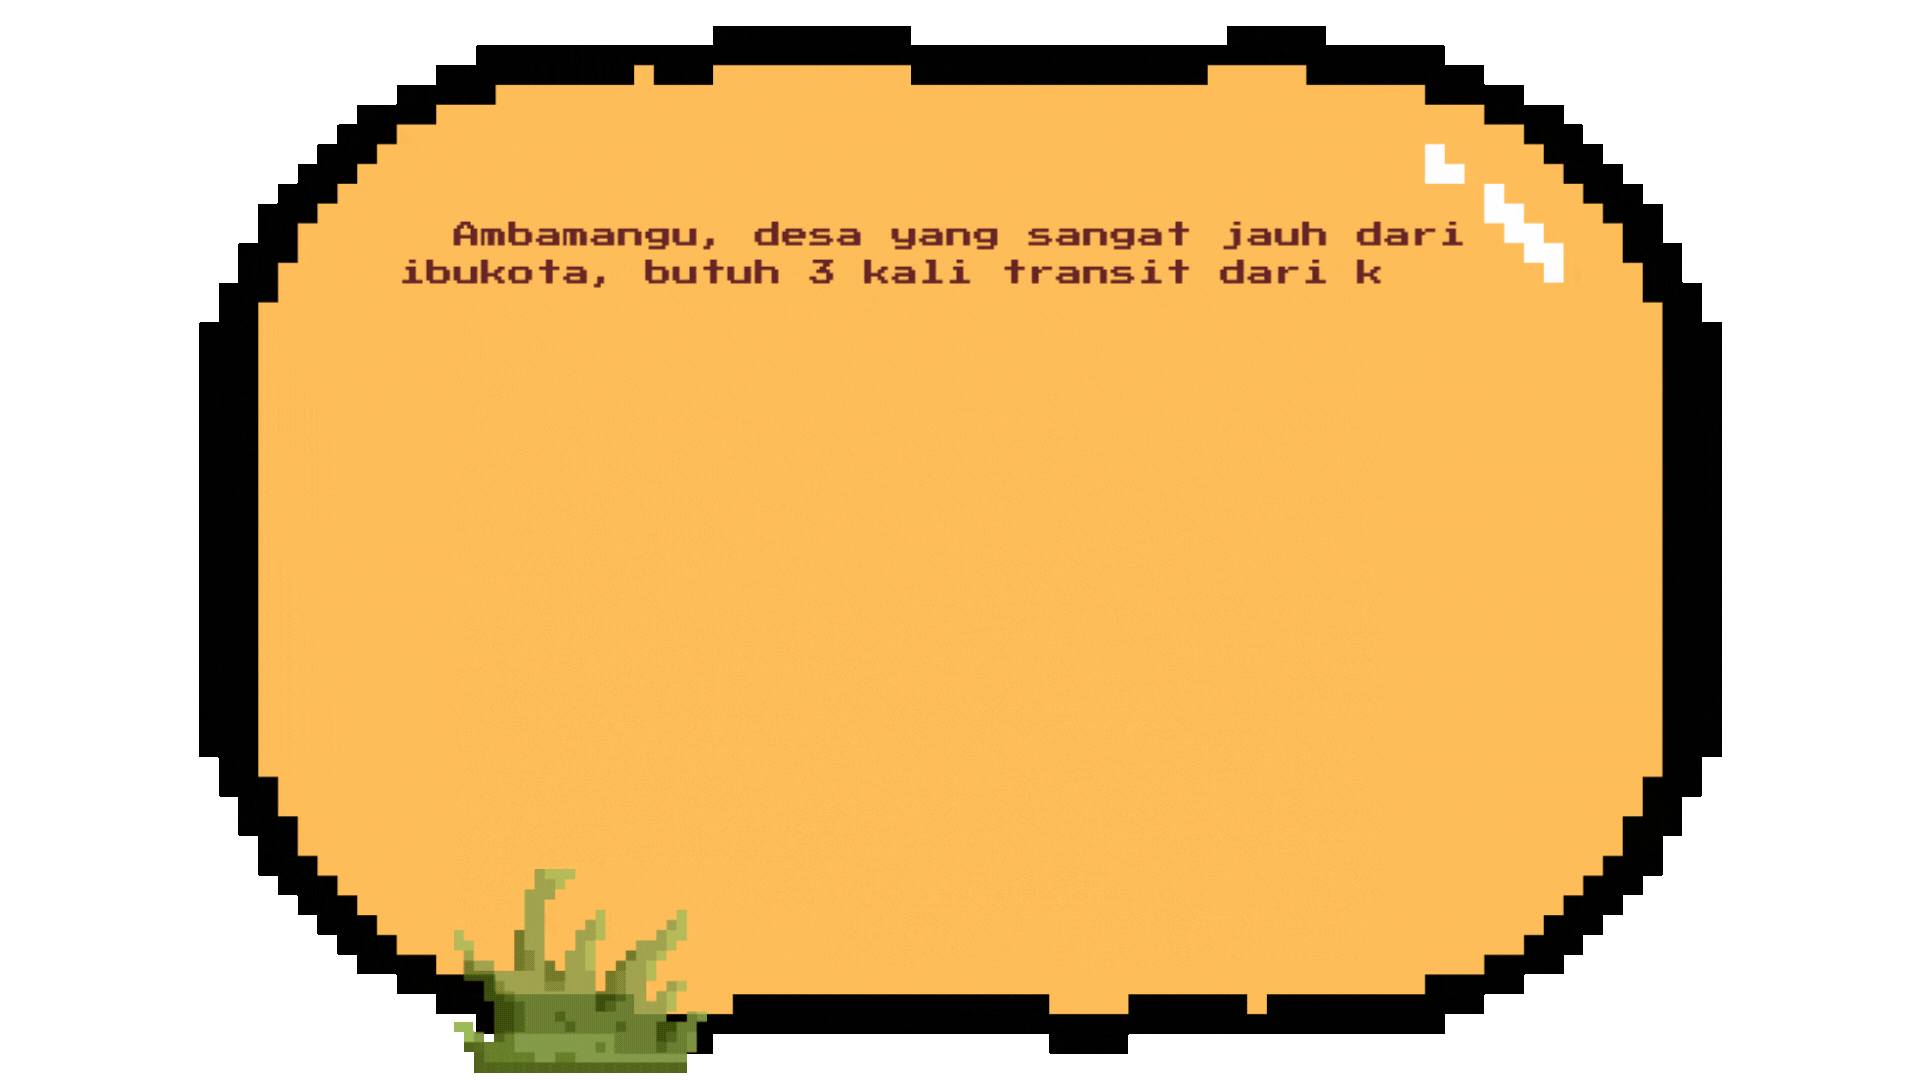 Ambamangu, desa yang sangat jauh dari
ibukota, butuh 3 kali transit dari k